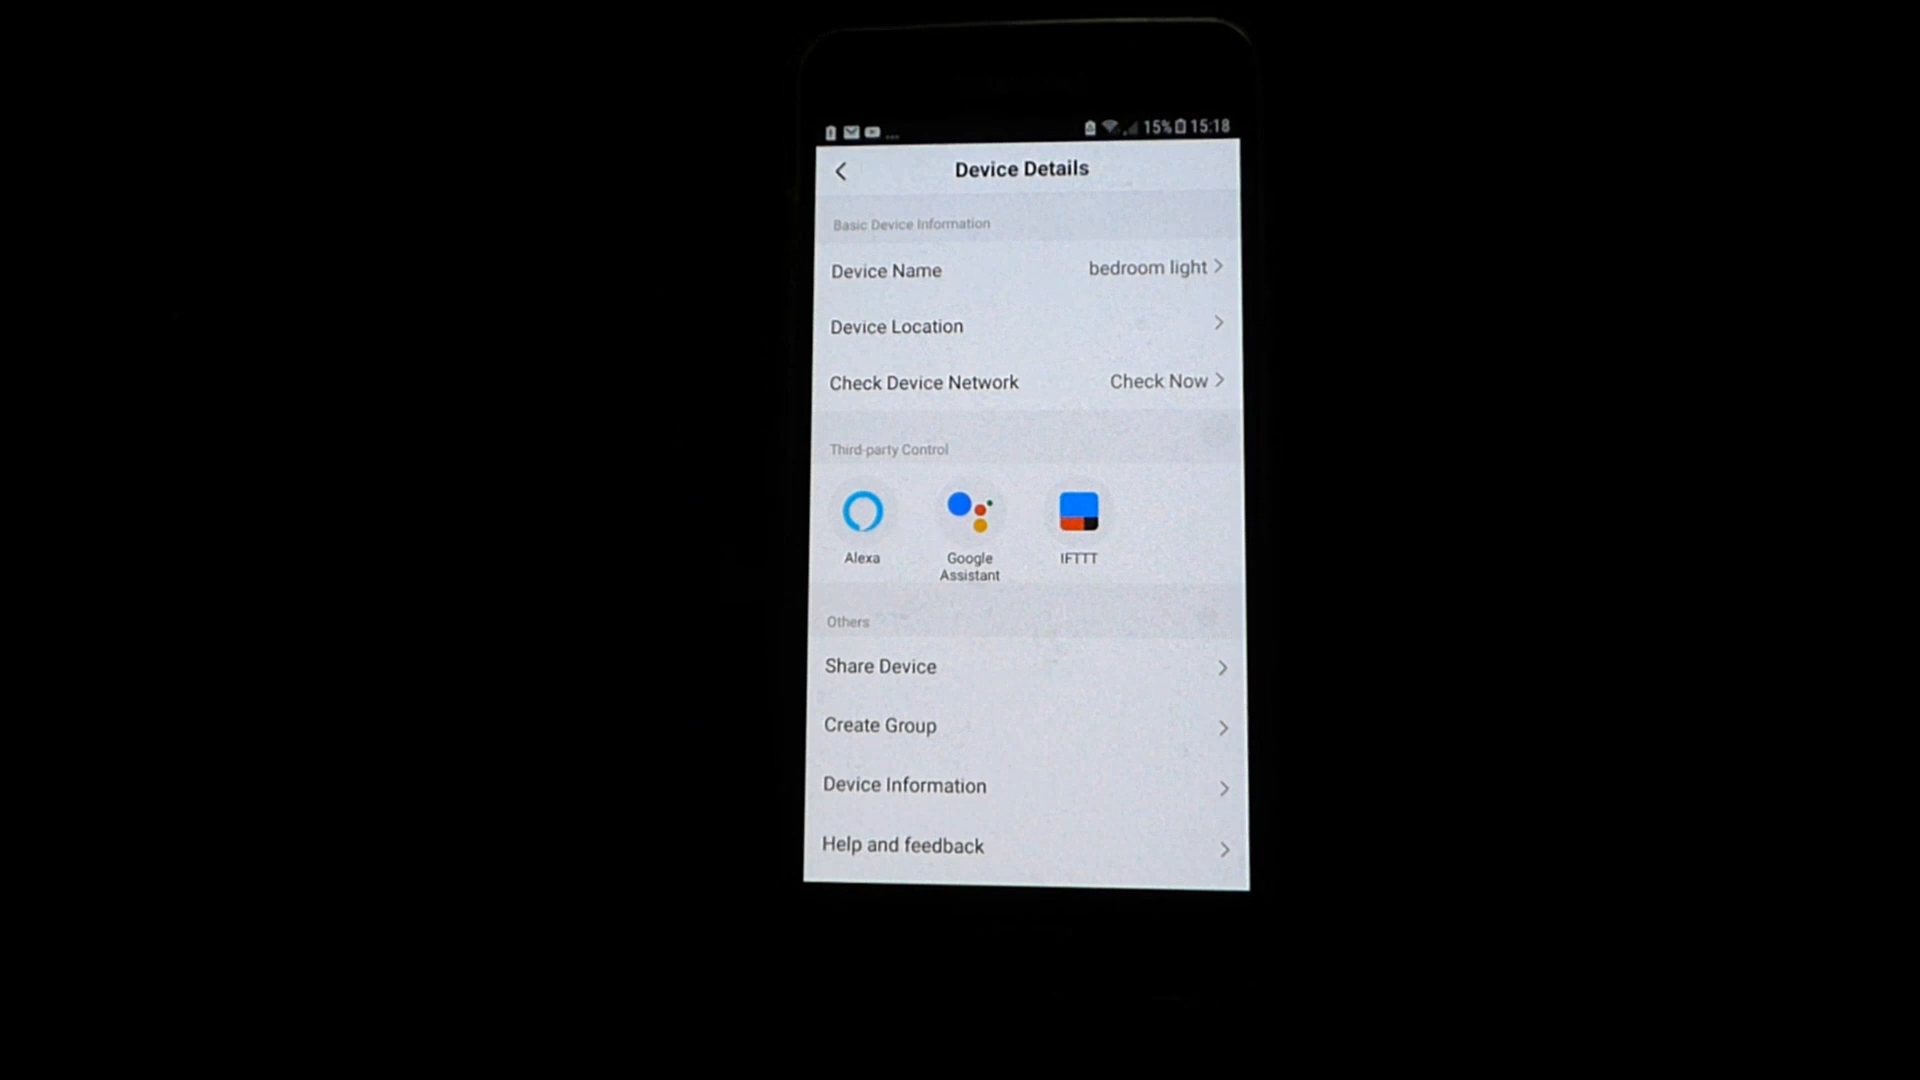 15% 15:18
Device Details
Basic Device Information
Device Name bedroom light
Device Location
Check Device Network Check Now
Third-party Control
Alexa
Google
Assistant
IFTTT
Others
Share Device
Create Group
Device Information
Help and feedback